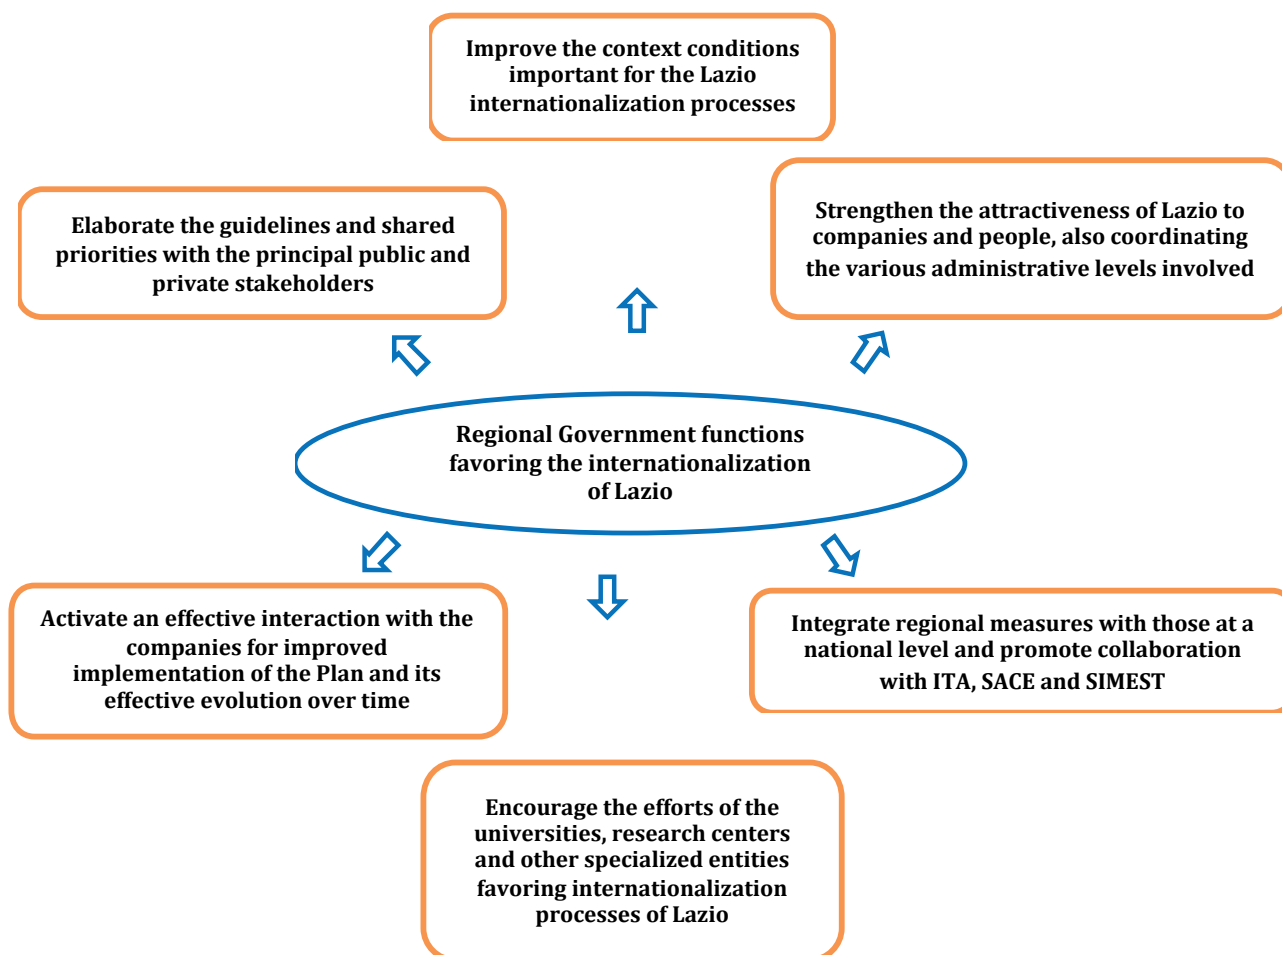 Improve the context conditions
important for the Lazio
internationalization processes
Elaborate the guidelines and shared
priorities with the principal public and
private stakeholders
Strengthen the attractiveness of Lazio to
companies and people, also coordinating
the various administrative levels involved
Regional Government functions
favoring the internationalization
of Lazio
Activate an effective interaction with the
companies for improved
implementation of the Plan and its
effective evolution over time
Integrate regional measures with those at a
national level and promote collaboration
with ITA, SACE and SIMEST
Encourage the efforts of the
universities, research centers
and other specialized entities
favoring internationalization
processes of Lazio